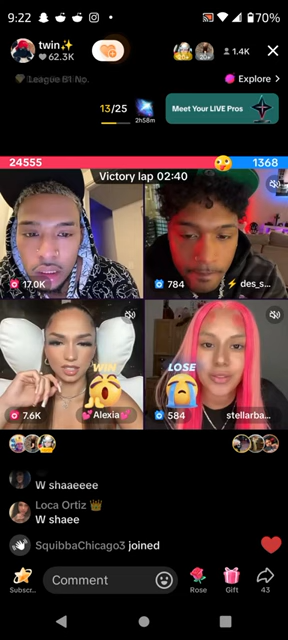 9:22
70%
twin✨
62.3K
20+
1.4K
League B1 No.
Explore >
13/25
2h58m
Meet Your LIVE Pros
24555
1368
Victory lap 02:40
17.0K
784
des_s...
WIN
LOSE
7.6K
Alexia
584
stellarba...
W shaaeeee
Loca Ortiz
W shaee
SquibbaChicago3 joined
Comment
Subscr...
Rose
Gift
43